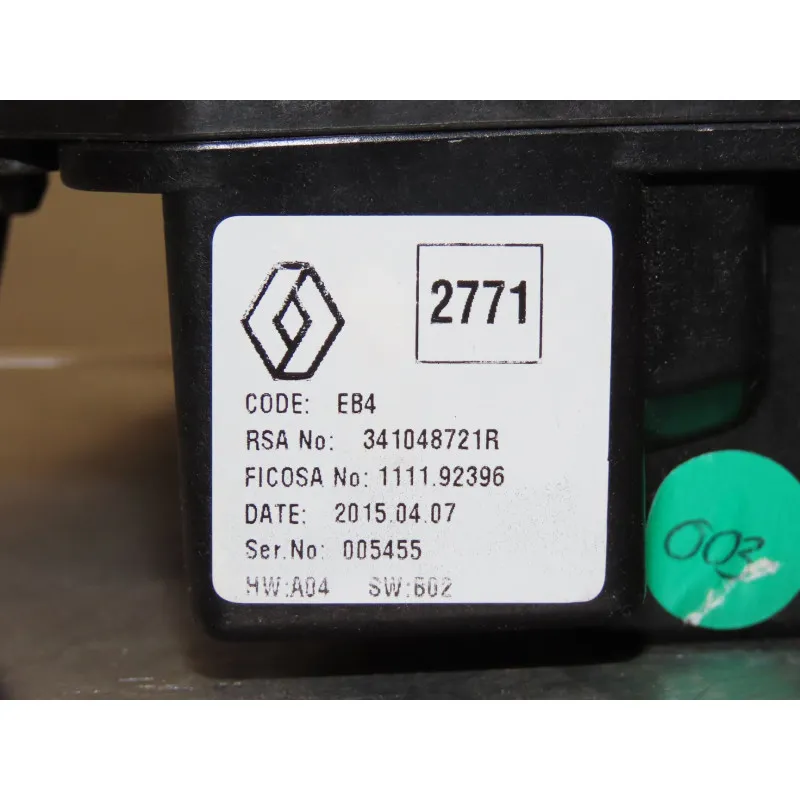 2771
CODE: EB4
RSA No: 341048721R
FICOSA No: 1111.92396
DATE: 2015.04.07
Ser.No: 005455
HW:A04 SW:B02
003